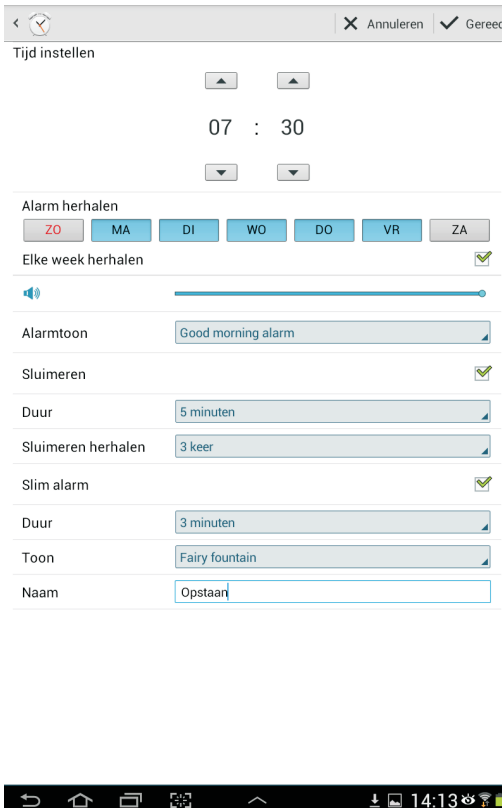 Annuleren Gereed
Tijd instellen
07 : 30
Alarm herhalen
ZO MA DI WO DO VR ZA
Elke week herhalen
Alarmtoon Good morning alarm
Sluimeren
Duur 5 minuten
Sluimeren herhalen 3 keer
Slim alarm
Duur 3 minuten
Toon Fairy fountain
Naam Opstaan
14:13